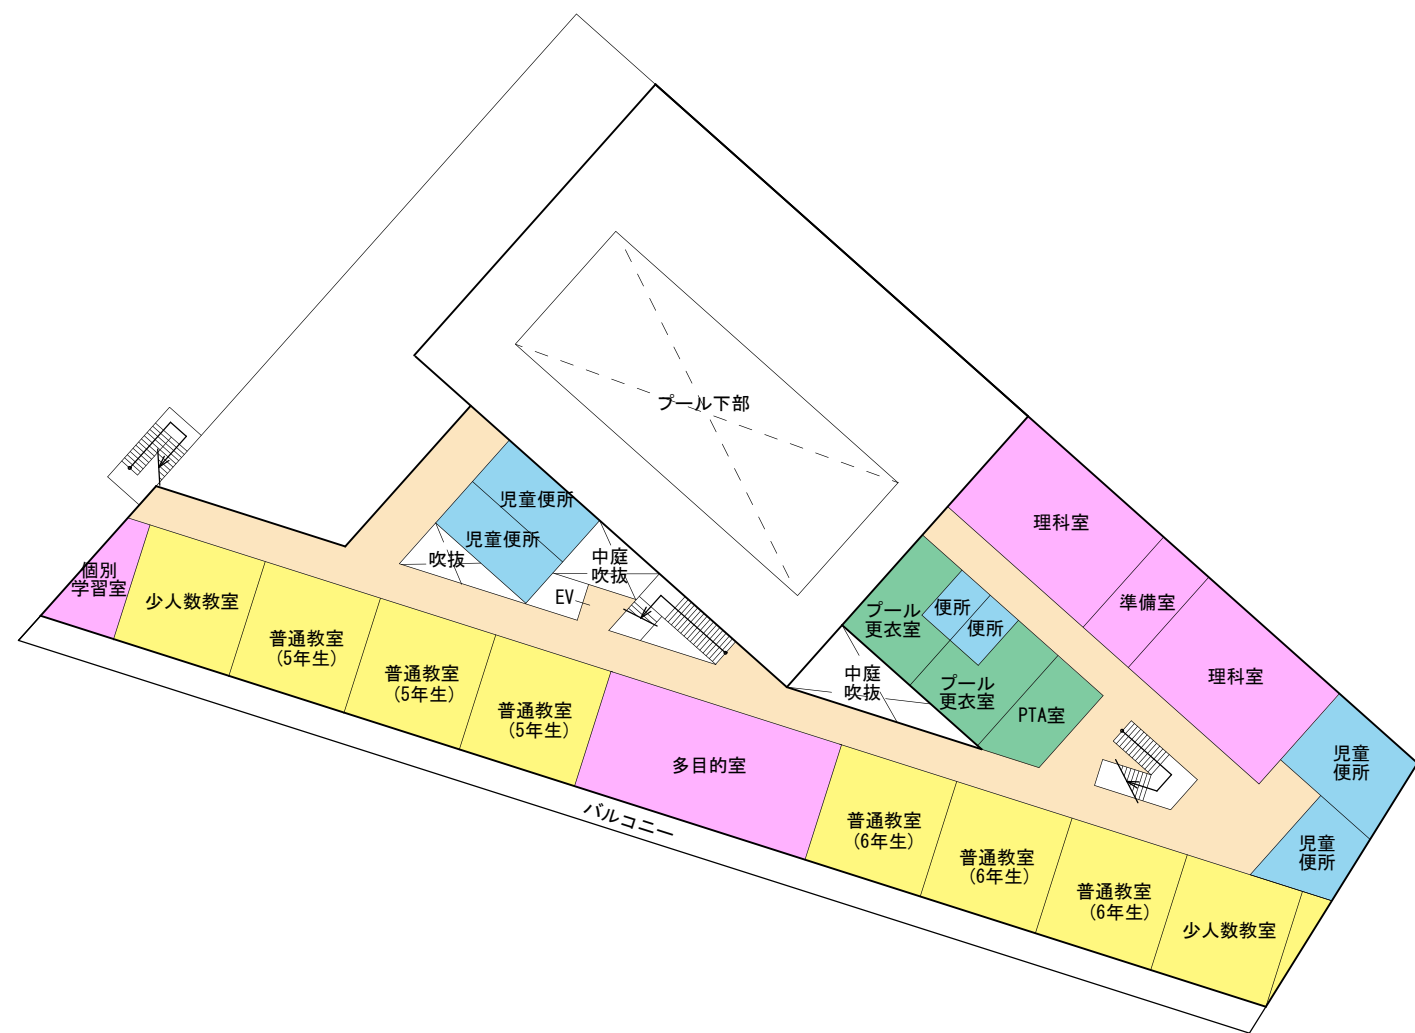 プール下部
児童便所
児童便所
吹抜
中庭
吹抜
EV
個別
学習室
少人数教室
普通教室
(5年生)
普通教室
(5年生)
普通教室
(5年生)
多目的室
バルコニー
中庭
吹抜
プール
更衣室
便所
便所
プール
更衣室
PTA室
理科室
準備室
理科室
児童
便所
児童
便所
普通教室
(6年生)
普通教室
(6年生)
普通教室
(6年生)
少人数教室